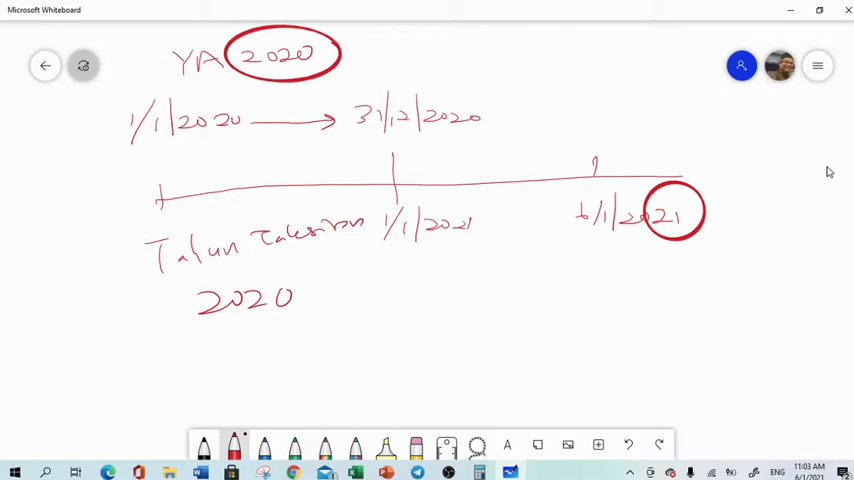 Microsoft Whiteboard
YA 2020
1/1/2020 → 31/12/2020
Tahun Taksiran 1/1/2021
6/1/2021
2020
11:03 AM
6/1/2021